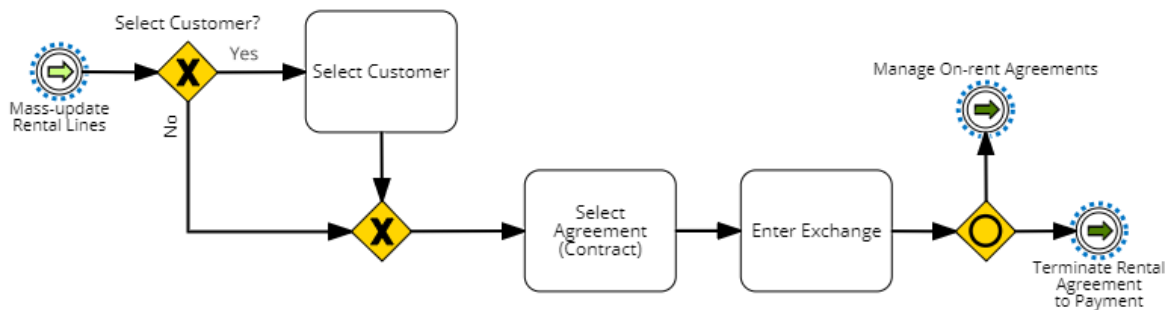 Select Customer?
Yes
Select Customer
Mass-update
Rental Lines
No
Select
Agreement
(Contract)
Enter Exchange
Manage On-rent Agreements
Terminate Rental
Agreement
to Payment